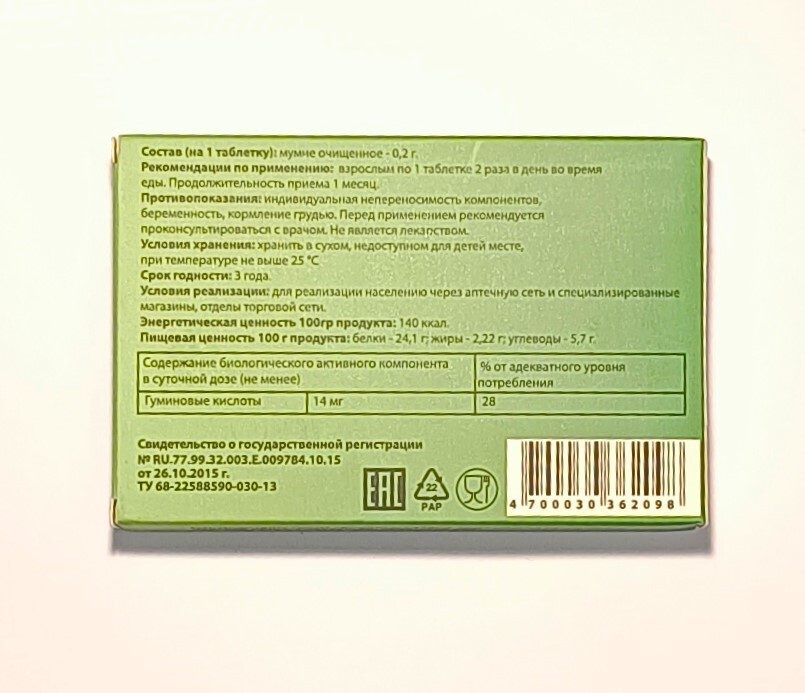 Состав (на 1 таблетку): мумие очищенное - 0,2 г.
Рекомендации по применению: взрослым по 1 таблетке 2 раза в день во время
еды. Продолжительность приема 1 месяц.
Противопоказания: индивидуальная непереносимость компонентов,
беременность, кормление грудью. Перед применением рекомендуется
проконсультироваться с врачом. Не является лекарством.
Условия хранения: хранить в сухом, недоступном для детей месте,
при температуре не выше 25 °C
Срок годности: 3 года.
Условия реализации: для реализации населению через аптечную сеть и специализированные
магазины, отделы торговой сети.
Энергетическая ценность 100гр продукта: 140 ккал.
Пищевая ценность 100 г продукта: белки - 24,1 г; жиры - 2,22 г; углеводы - 5,7 г.
Содержание биологического активного компонента
в суточной дозе (не менее)
% от адекватного уровня
потребления
Гуминовые кислоты 14 мг 28
Свидетельство о государственной регистрации
№ RU.77.99.32.003.Е.009784.10.15
от 26.10.2015 г.
ТУ 68-22588590-030-13
EAC
22
PAP
4 700030 362098